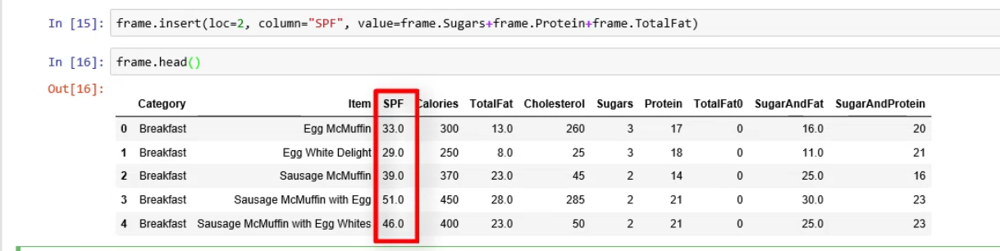 In [15]: frame.insert(loc=2, column="SPF", value=frame.Sugars+frame.Protein+frame.TotalFat)
In [16]: frame.head()
Out[16]:
Category Item SPF Calories TotalFat Cholesterol Sugars Protein TotalFat0 SugarAndFat SugarAndProtein
0 Breakfast Egg McMuffin 33.0 300 13.0 260 3 17 0 16.0 20
1 Breakfast Egg White Delight 29.0 250 8.0 25 3 18 0 11.0 21
2 Breakfast Sausage McMuffin 39.0 370 23.0 45 2 14 0 25.0 16
3 Breakfast Sausage McMuffin with Egg 51.0 450 28.0 285 2 21 0 30.0 23
4 Breakfast Sausage McMuffin with Egg Whites 46.0 400 23.0 50 2 21 0 25.0 23